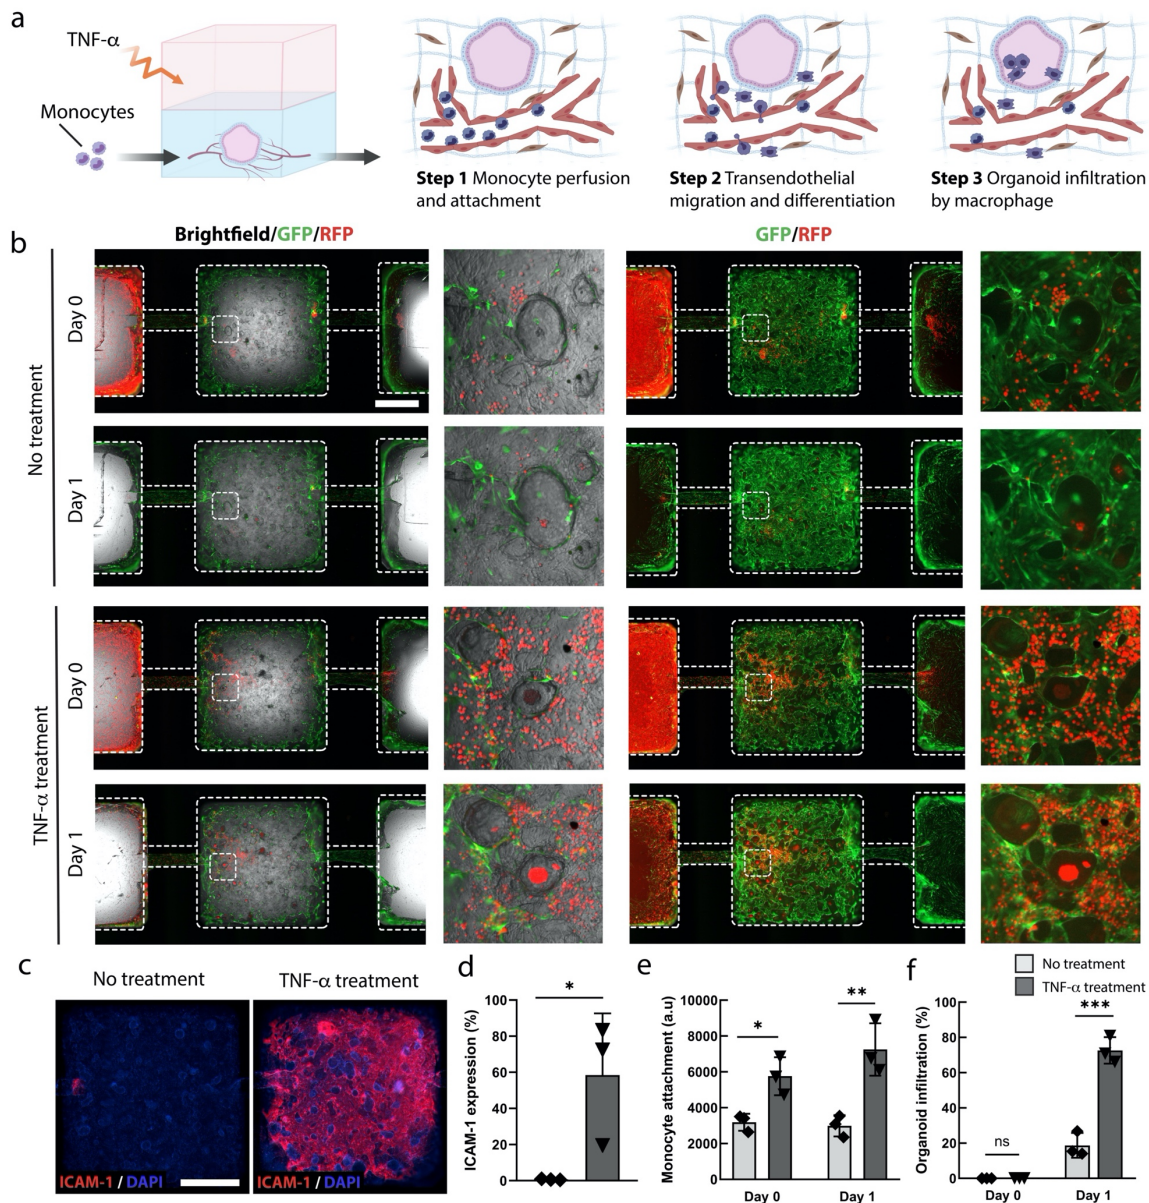 a
TNF-α
Monocytes
Step 1 Monocyte perfusion
and attachment
Step 2 Transendothelial
migration and differentiation
Step 3 Organoid infiltration
by macrophage
b
Brightfield/GFP/RFP
GFP/RFP
No treatment
Day 0
Day 1
TNF-α treatment
Day 0
Day 1
c
No treatment
TNF-α treatment
ICAM-1 / DAPI
ICAM-1 / DAPI
d
ICAM-1 expression (%)
100
80
60
40
20
0
*
e
Monocyte attachment (a.u)
10000
8000
6000
4000
2000
0
*
**
Day 0
Day 1
f
No treatment
TNF-α treatment
Organoid infiltration (%)
100
80
60
40
20
0
ns
***
Day 0
Day 1